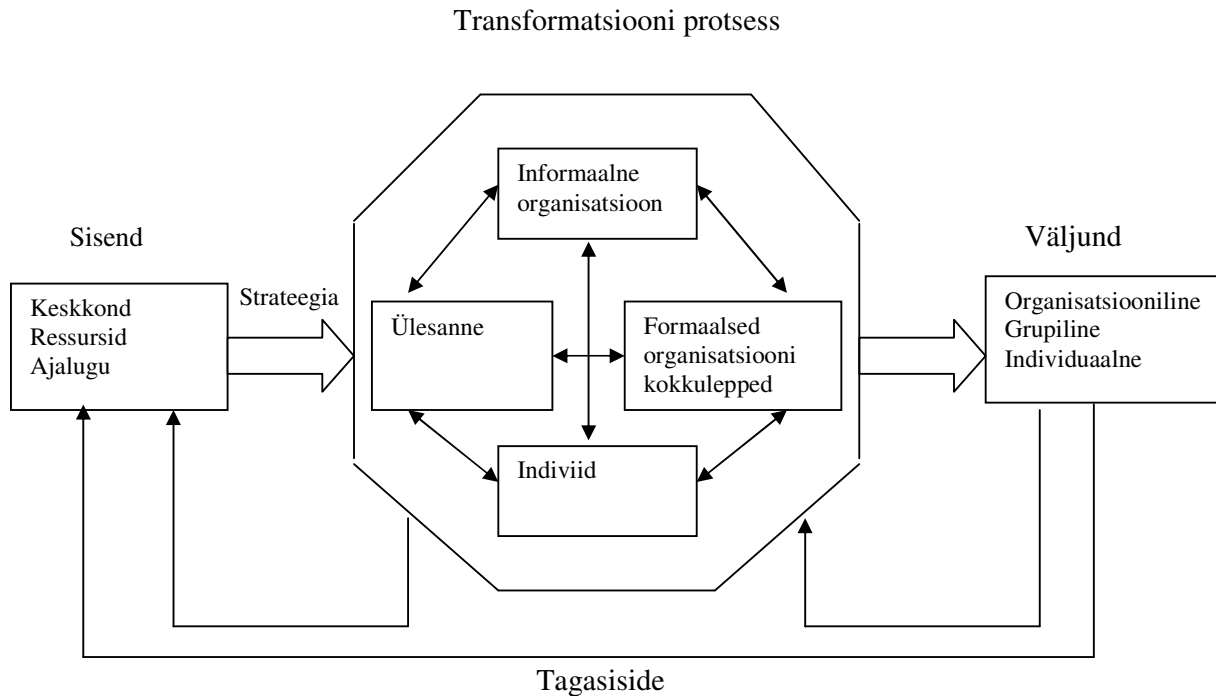 Transformatsiooni protsess
Informaalne
organisatsioon
Sisend
Väljund
Keskkond
Ressursid
Ajalugu
Strateegia
Ülesanne
Formaalsed
organisatsiooni
kokkulepped
Organisatsiooniline
Grupiline
Individuaalne
Indiviid
Tagasiside